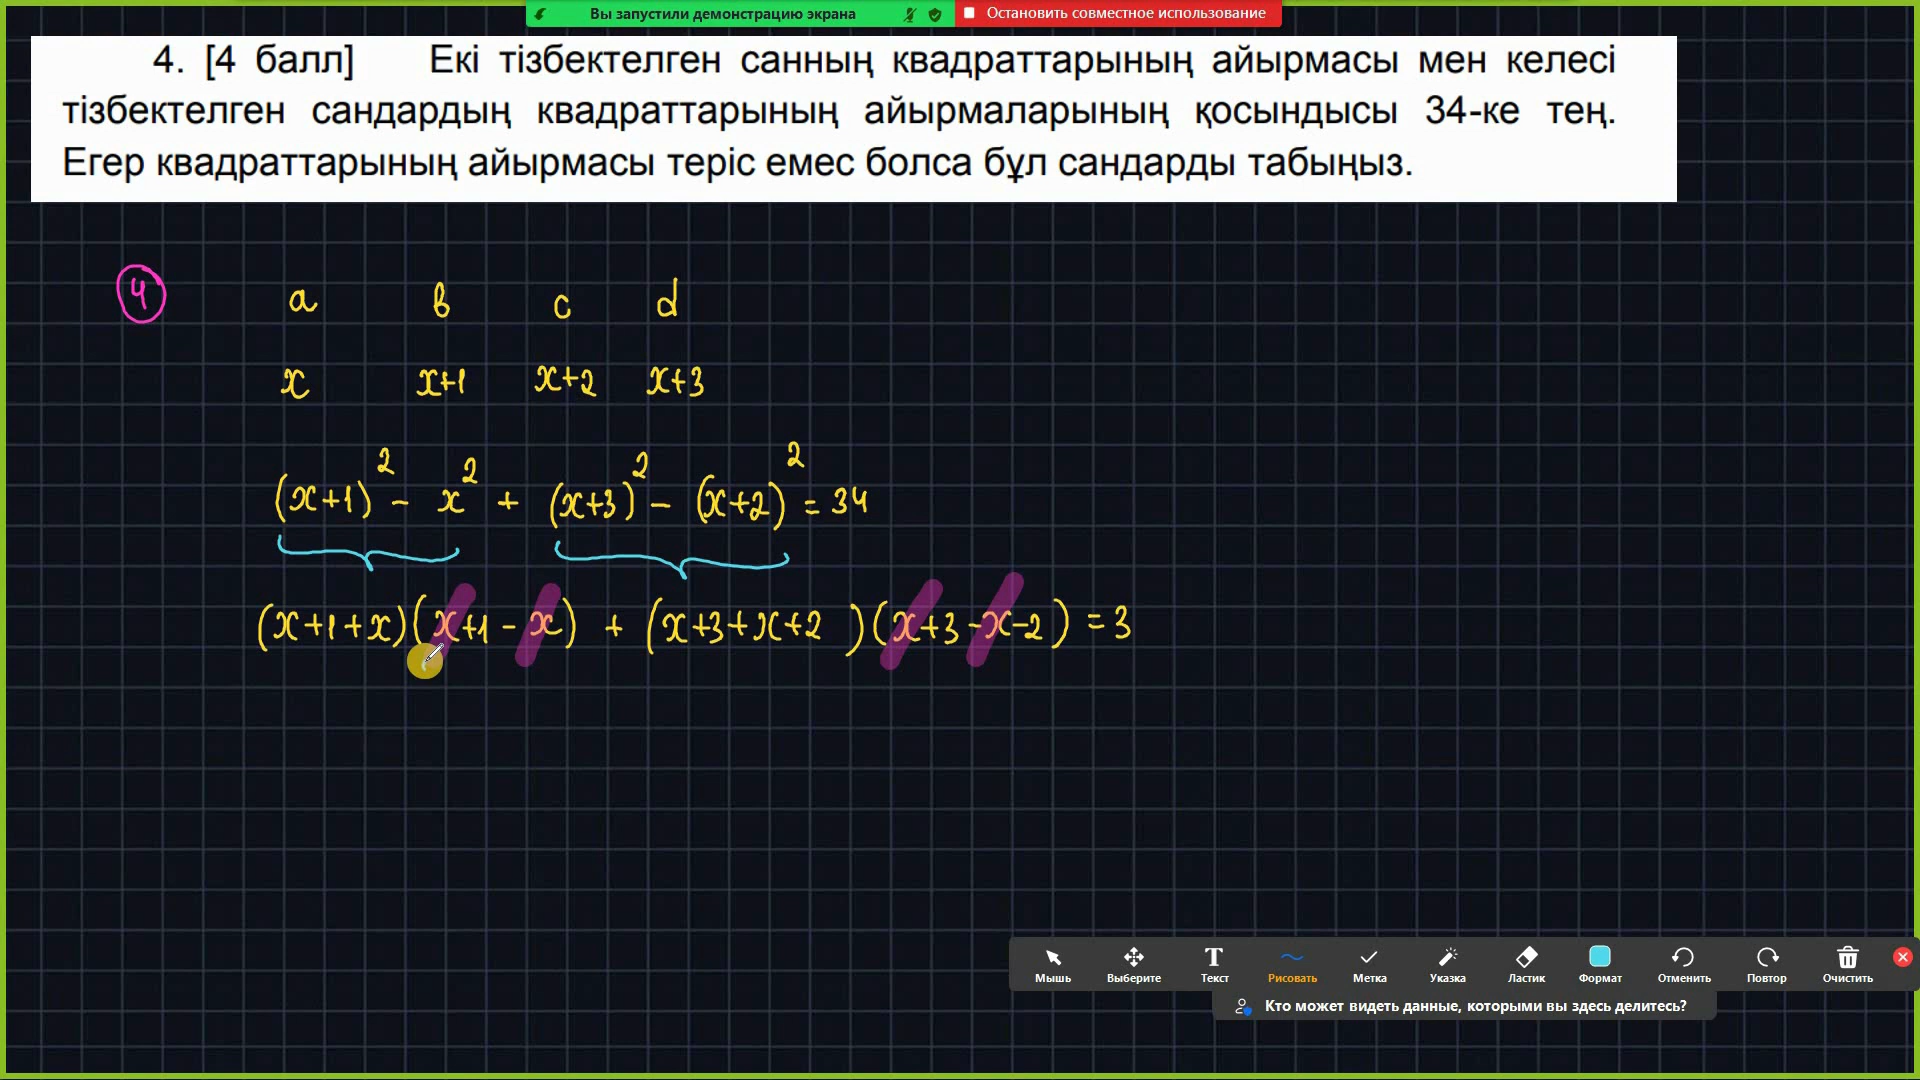 Вы запустили демонстрацию экрана
Остановить совместное использование
4. [4 балл] Екі тізбектелген санның квадраттарының айырмасы мен келесі
тізбектелген сандардың квадраттарының айырмаларының қосындысы 34-ке тең.
Егер квадраттарының айырмасы теріс емес болса бұл сандарды табыңыз.
4
a b c d
x x+1 x+2 x+3
(x+1)² - x² + (x+3)² - (x+2)² = 34
(x+1+x)(x+1-x) + (x+3+x+2)(x+3-x-2) = 3
Мышь Выберите Текст Рисовать Метка Указка Ластик Формат Отменить Повтор Очистить
Кто может видеть данные, которыми вы здесь делитесь?